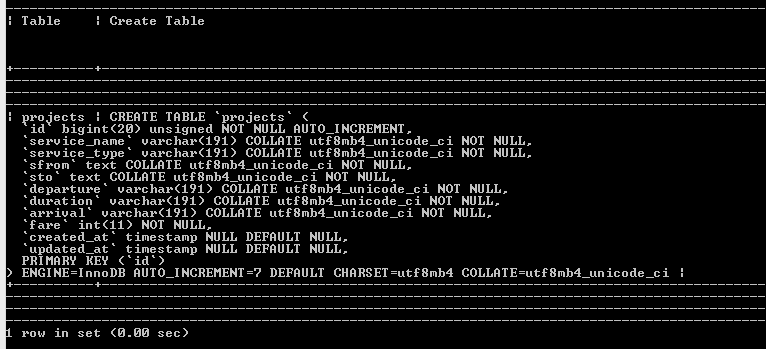 | Table    | Create Table
| projects | CREATE TABLE `projects` (
  `id` bigint(20) unsigned NOT NULL AUTO_INCREMENT,
  `service_name` varchar(191) COLLATE utf8mb4_unicode_ci NOT NULL,
  `service_type` varchar(191) COLLATE utf8mb4_unicode_ci NOT NULL,
  `sfrom` text COLLATE utf8mb4_unicode_ci NOT NULL,
  `sto` text COLLATE utf8mb4_unicode_ci NOT NULL,
  `departure` varchar(191) COLLATE utf8mb4_unicode_ci NOT NULL,
  `duration` varchar(191) COLLATE utf8mb4_unicode_ci NOT NULL,
  `arrival` varchar(191) COLLATE utf8mb4_unicode_ci NOT NULL,
  `fare` int(11) NOT NULL,
  `created_at` timestamp NULL DEFAULT NULL,
  `updated_at` timestamp NULL DEFAULT NULL,
  PRIMARY KEY (`id`)
) ENGINE=InnoDB AUTO_INCREMENT=7 DEFAULT CHARSET=utf8mb4 COLLATE=utf8mb4_unicode_ci |
1 row in set (0.00 sec)